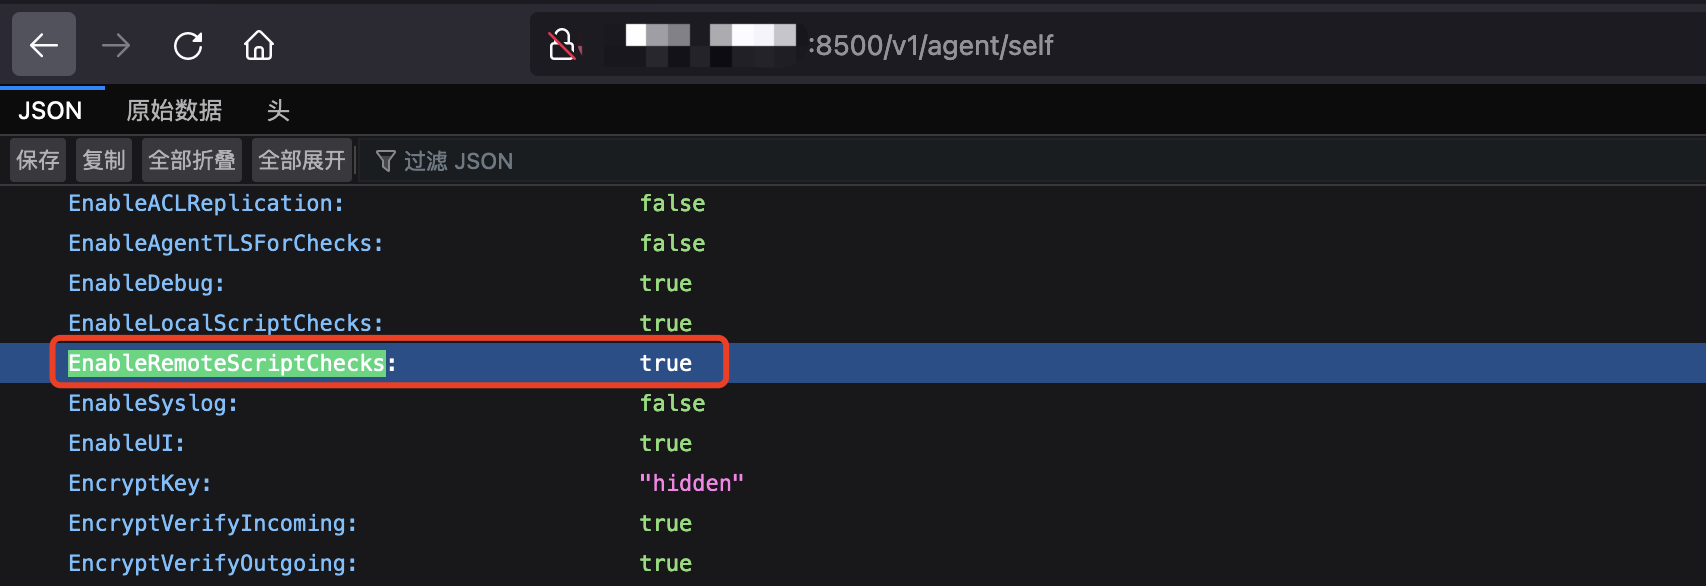 :8500/v1/agent/self
JSON 原始数据 头
保存 复制 全部折叠 全部展开 过滤 JSON
EnableACLReplication: false
EnableAgentTLSForChecks: false
EnableDebug: true
EnableLocalScriptChecks: true
EnableRemoteScriptChecks: true
EnableSyslog: false
EnableUI: true
EncryptKey: "hidden"
EncryptVerifyIncoming: true
EncryptVerifyOutgoing: true